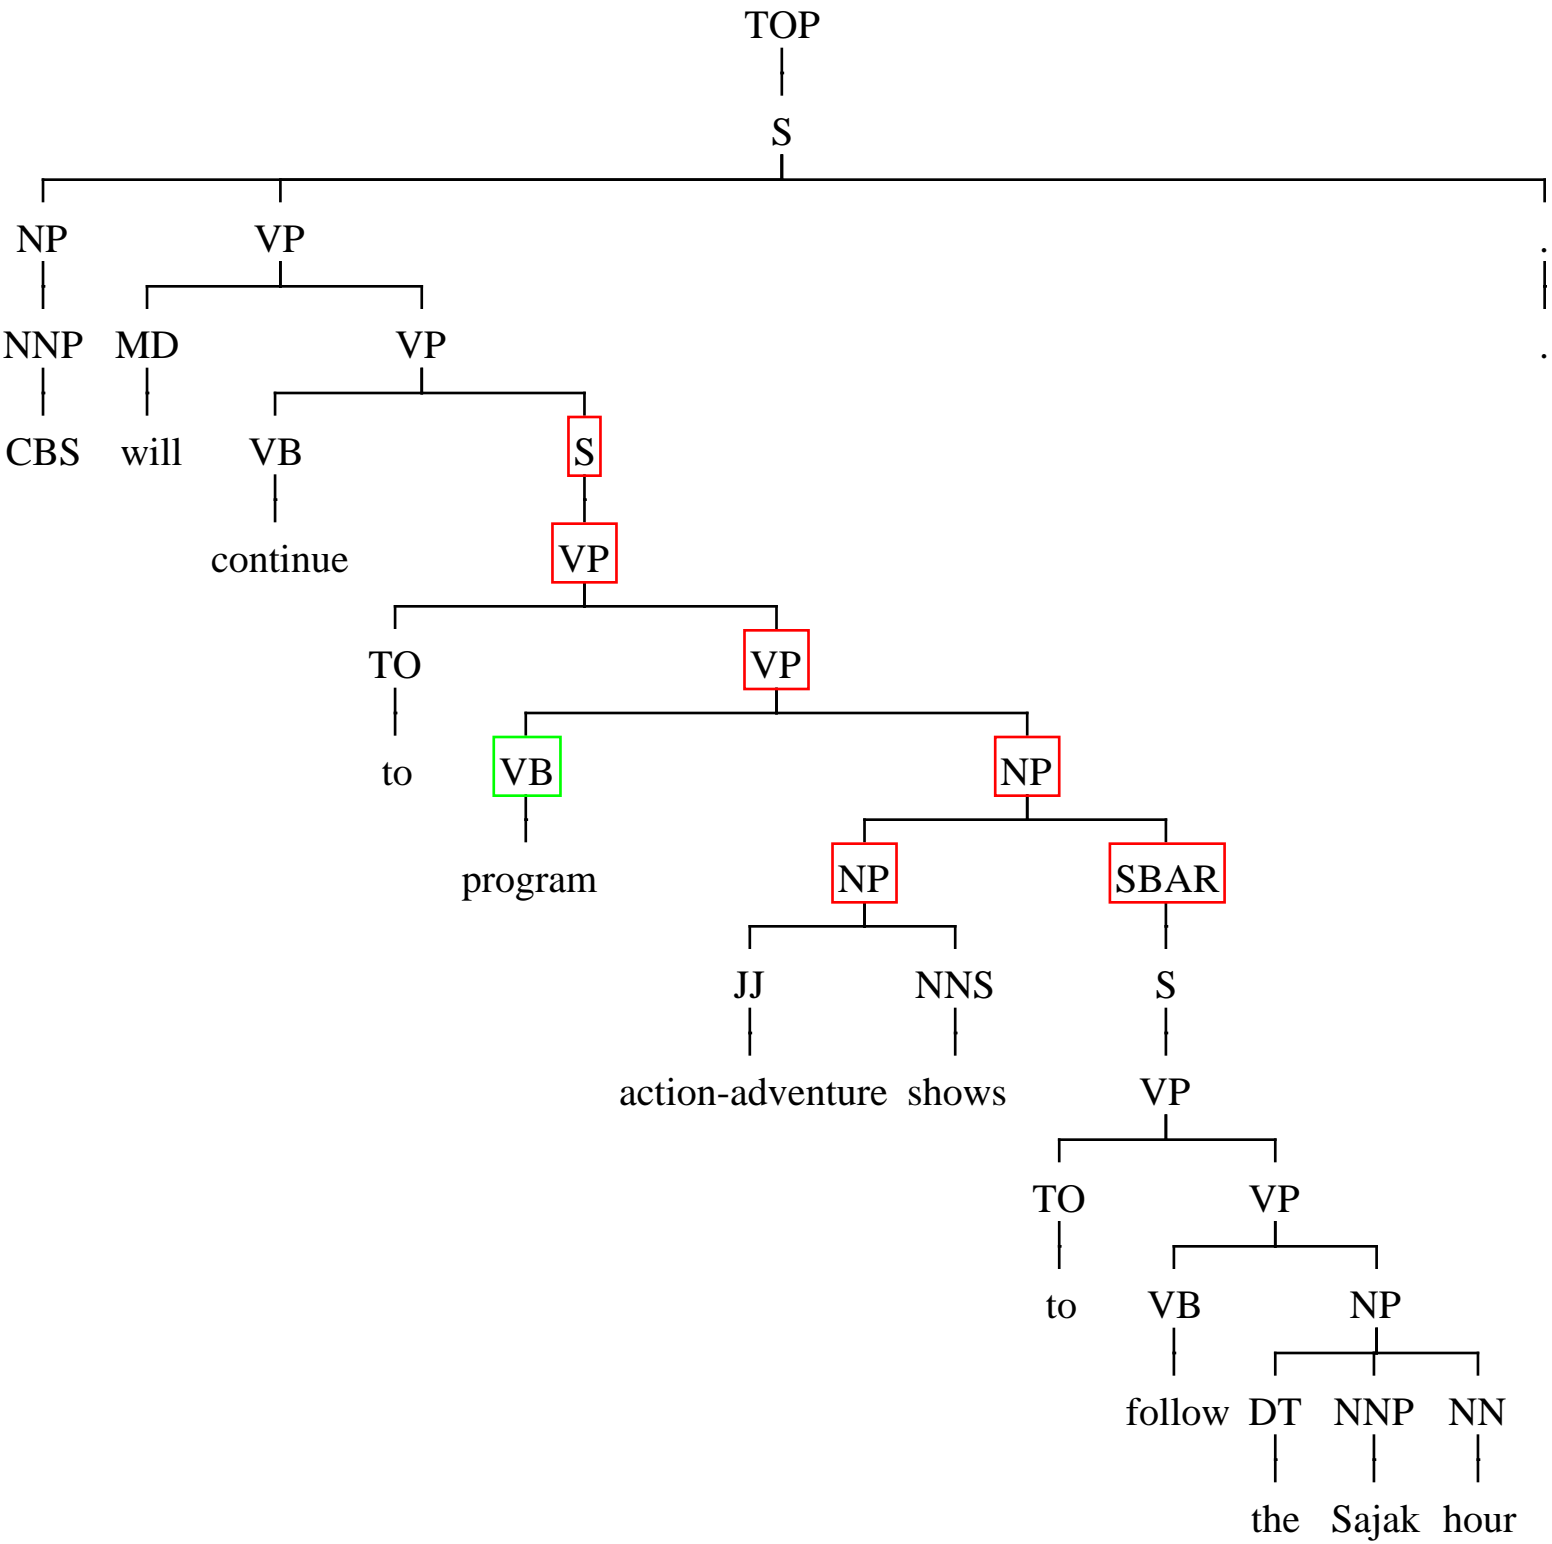 TOP
S
NP VP .
NNP MD VP .
CBS will VB S
continue VP
TO VP
to VB NP
program NP SBAR
JJ NNS S
action-adventure shows VP
TO VP
to VB NP
follow DT NNP NN
the Sajak hour